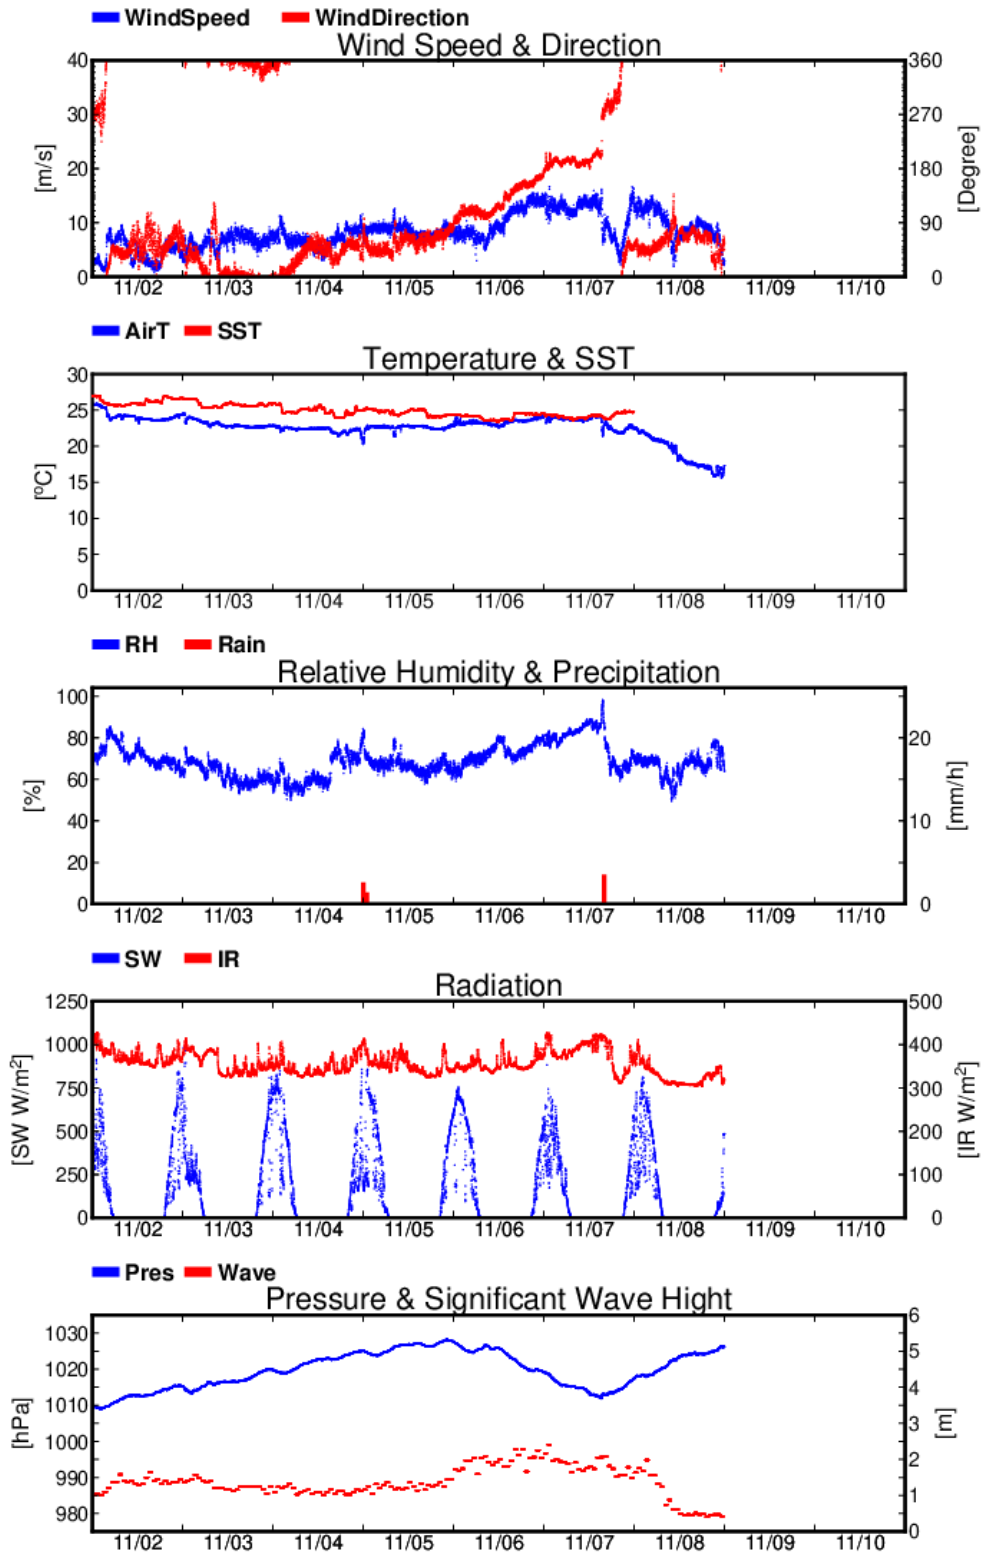 WindSpeed WindDirection
Wind Speed & Direction
40 360
30 270
20 180
10 90
0 0
[m/s] [Degree]
11/02 11/03 11/04 11/05 11/06 11/07 11/08 11/09 11/10
AirT SST
Temperature & SST
30
25
20
15
10
5
0
[ºC]
11/02 11/03 11/04 11/05 11/06 11/07 11/08 11/09 11/10
RH Rain
Relative Humidity & Precipitation
100
80 20
60
40 10
20
0 0
[%] [mm/h]
11/02 11/03 11/04 11/05 11/06 11/07 11/08 11/09 11/10
SW IR
Radiation
1250 500
1000 400
750 300
500 200
250 100
0 0
[SW W/m²] [IR W/m²]
11/02 11/03 11/04 11/05 11/06 11/07 11/08 11/09 11/10
Pres Wave
Pressure & Significant Wave Hight
6
1030 5
1020 4
1010 3
1000 2
990 1
980 0
[hPa] [m]
11/02 11/03 11/04 11/05 11/06 11/07 11/08 11/09 11/10